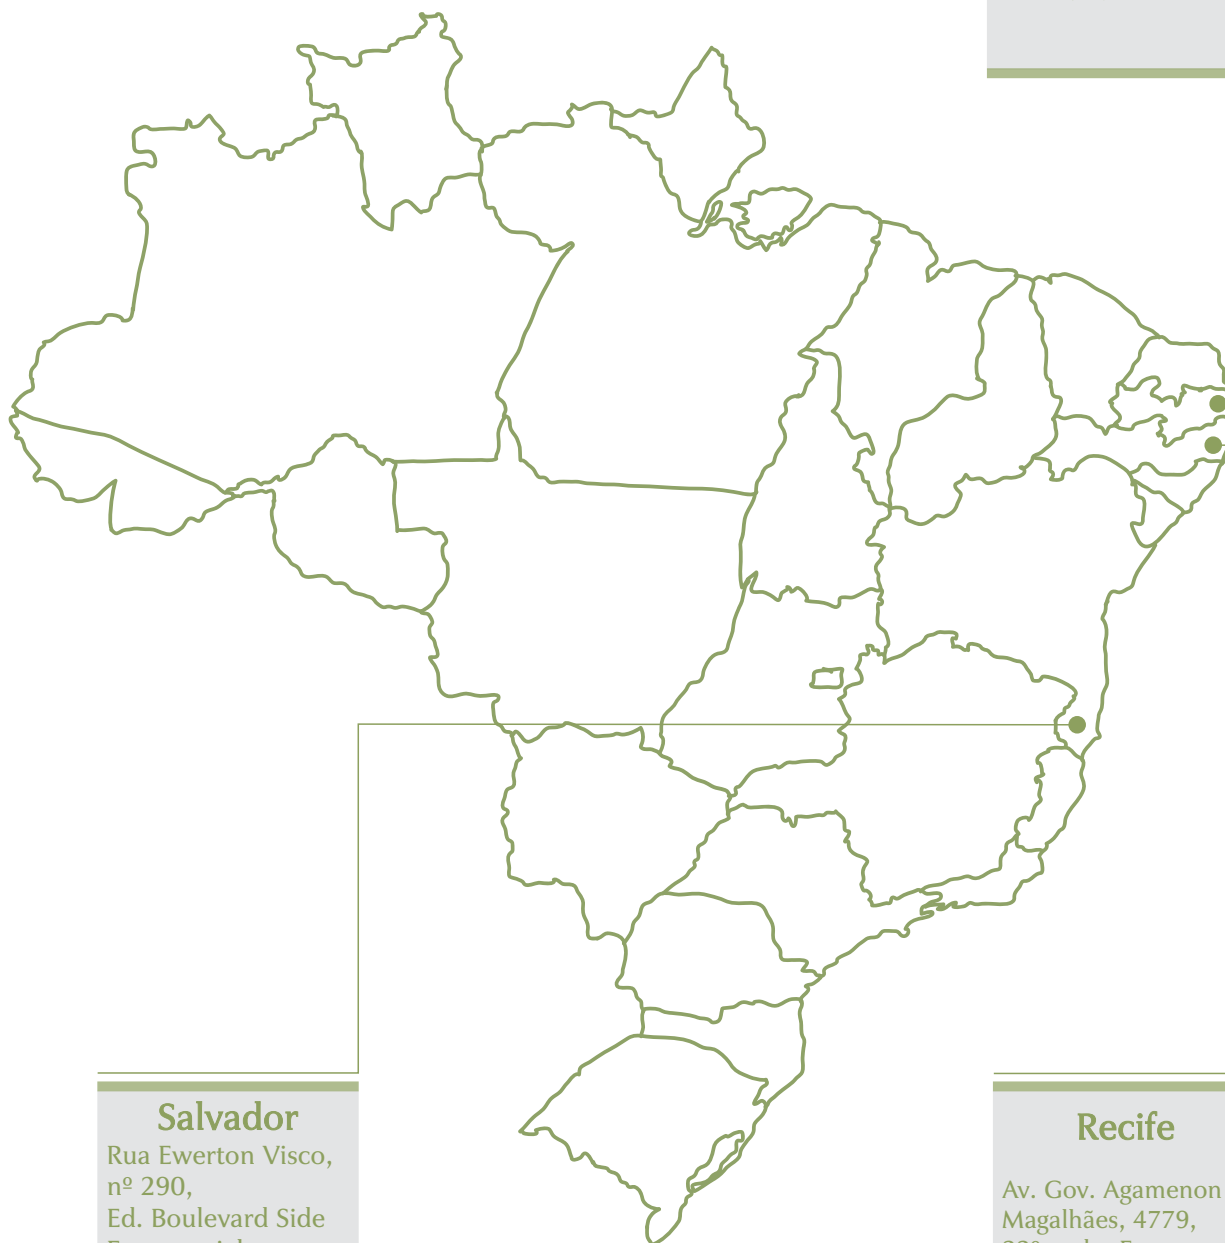 Salvador
Rua Ewerton Visco,
nº 290,
Ed. Boulevard Side
Recife
Av. Gov. Agamenon
Magalhães, 4779,